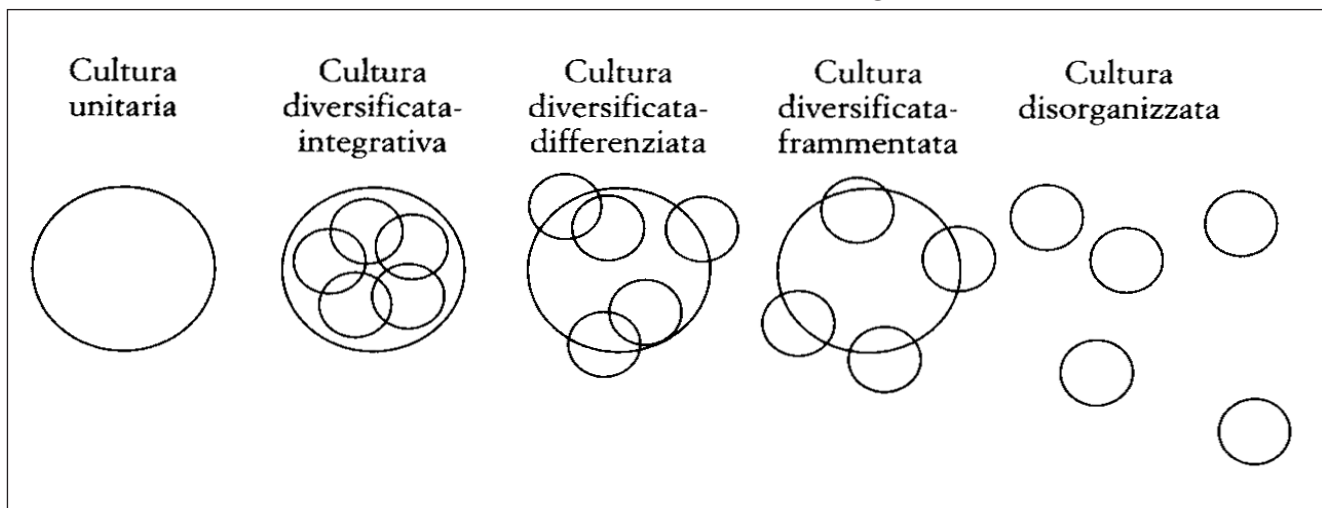 Cultura
unitaria
Cultura
diversificata-
integrativa
Cultura
diversificata-
differenziata
Cultura
diversificata-
frammentata
Cultura
disorganizzata